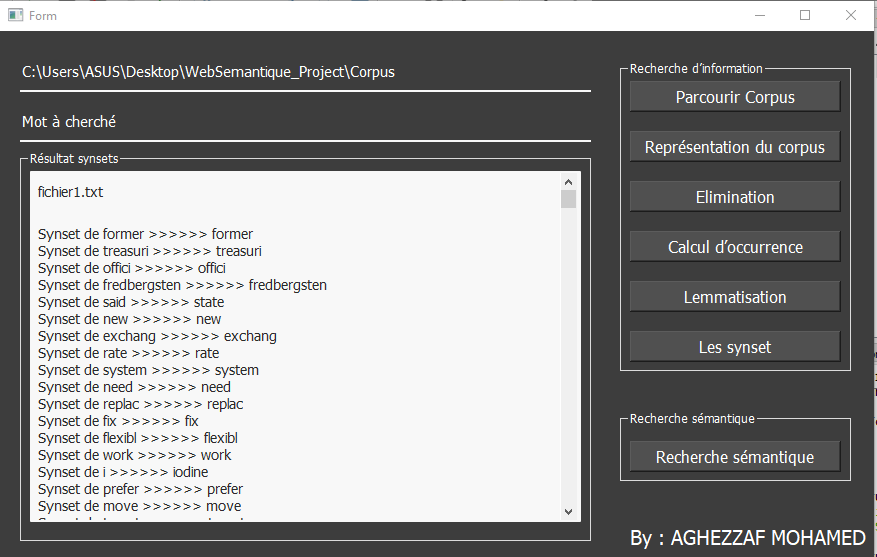 Form
C:\Users\ASUS\Desktop\WebSemantique_Project\Corpus
Mot à cherché
Résultat synsets
fichier1.txt
Synset de former >>>>>> former
Synset de treasuri >>>>>> treasuri
Synset de offici >>>>>> offici
Synset de fredbergsten >>>>>> fredbergsten
Synset de said >>>>>> state
Synset de new >>>>>> new
Synset de exchang >>>>>> exchang
Synset de rate >>>>>> rate
Synset de system >>>>>> system
Synset de need >>>>>> need
Synset de replac >>>>>> replac
Synset de fix >>>>>> fix
Synset de flexibl >>>>>> flexibl
Synset de work >>>>>> work
Synset de i >>>>>> iodine
Synset de prefer >>>>>> prefer
Synset de move >>>>>> move
Recherche d'information
Parcourir Corpus
Représentation du corpus
Elimination
Calcul d'occurrence
Lemmatisation
Les synset
Recherche sémantique
Recherche sémantique
By : AGHEZZAF MOHAMED